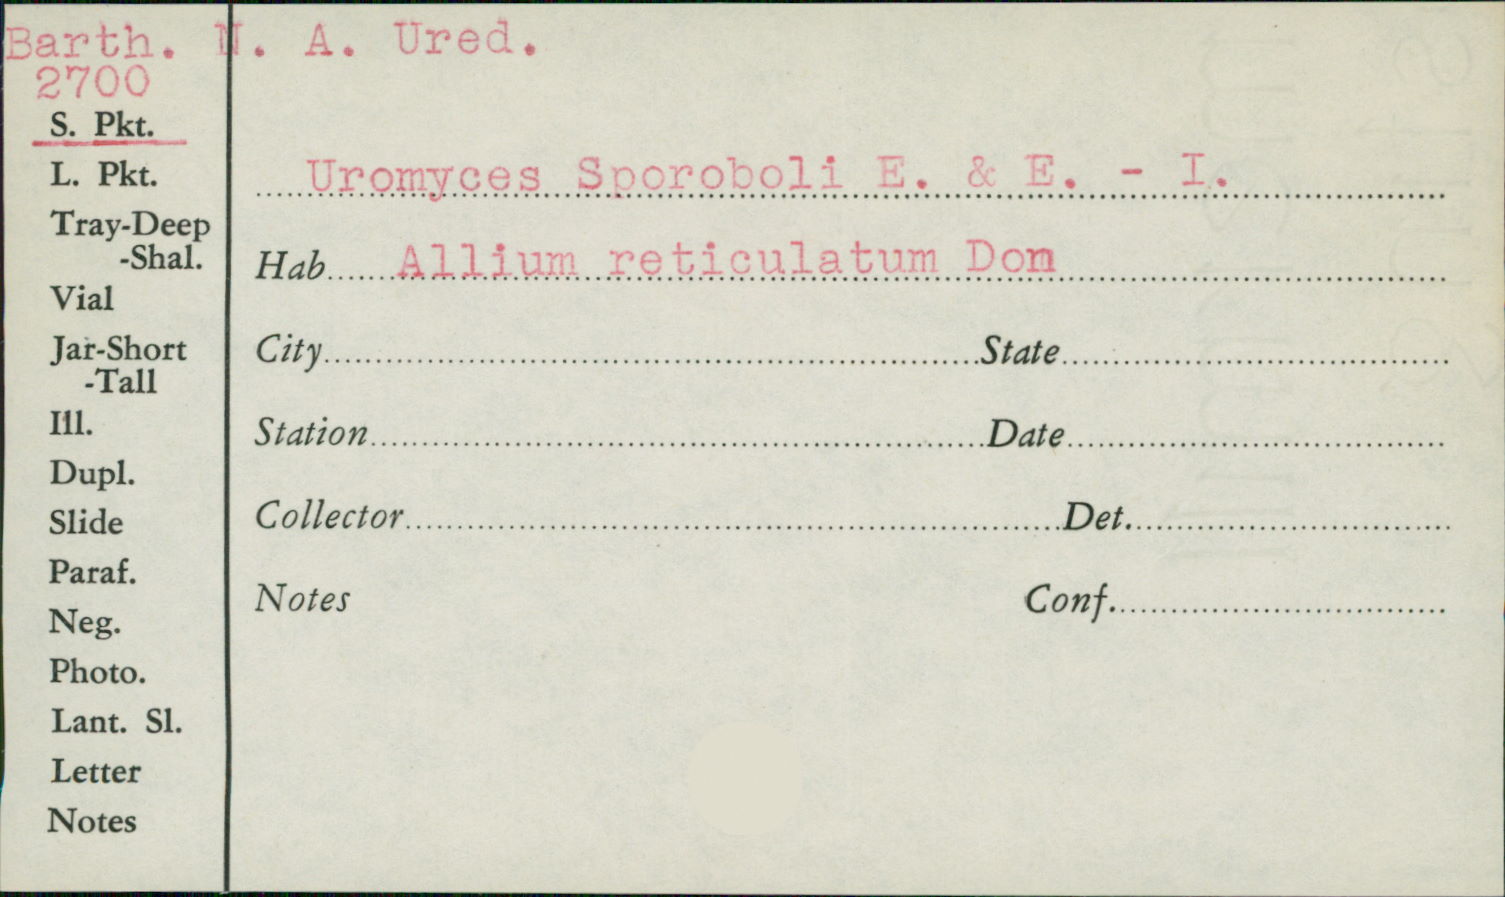 Barth. N. A. Ured.
2700
S. Pkt.
L. Pkt.
Tray-Deep
-Shal.
Vial
Jar-Short
-Tall
Ill.
Dupl.
Slide
Paraf.
Neg.
Photo.
Lant. Sl.
Letter
Notes
Uromyces Sporoboli E. & E. - I.
Hab. Allium reticulatum Don
City State
Station Date
Collector Det.
Notes Conf.